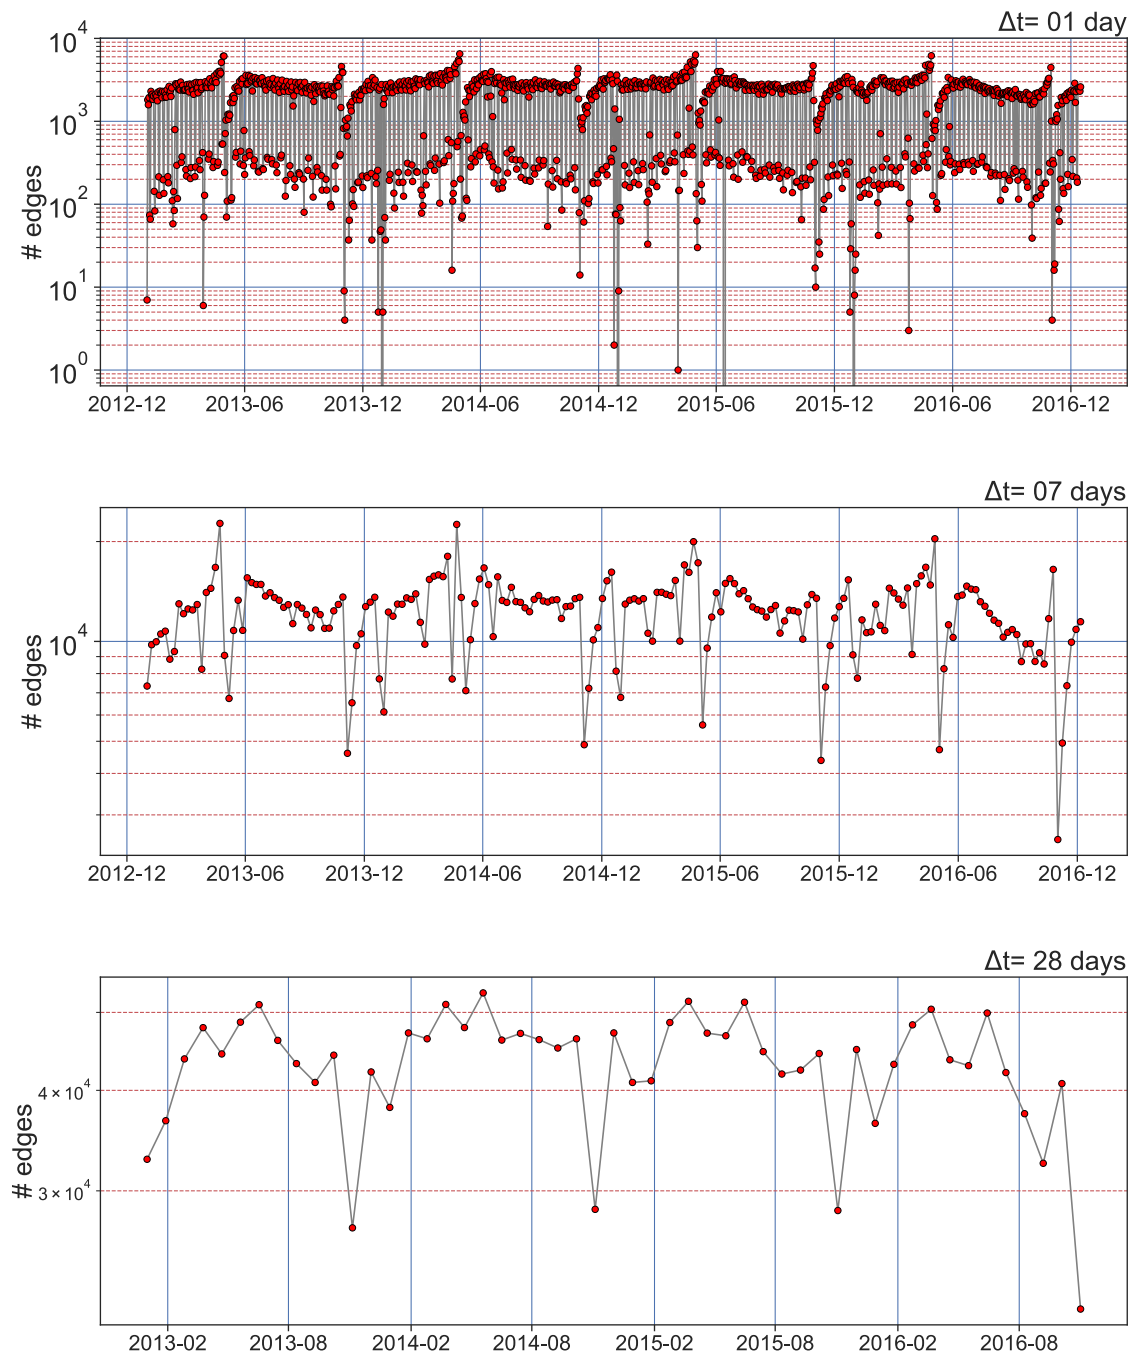 Δt= 01 day
# edges
10^4
10^3
10^2
10^1
10^0
2012-12 2013-06 2013-12 2014-06 2014-12 2015-06 2015-12 2016-06 2016-12
Δt= 07 days
# edges
10^4
2012-12 2013-06 2013-12 2014-06 2014-12 2015-06 2015-12 2016-06 2016-12
Δt= 28 days
# edges
4 × 10^4
3 × 10^4
2013-02 2013-08 2014-02 2014-08 2015-02 2015-08 2016-02 2016-08